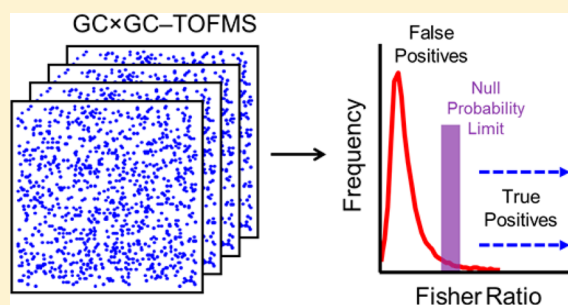 GC×GC–TOFMS
False
Positives
Null
Probability
Limit
True
Positives
Frequency
Fisher Ratio